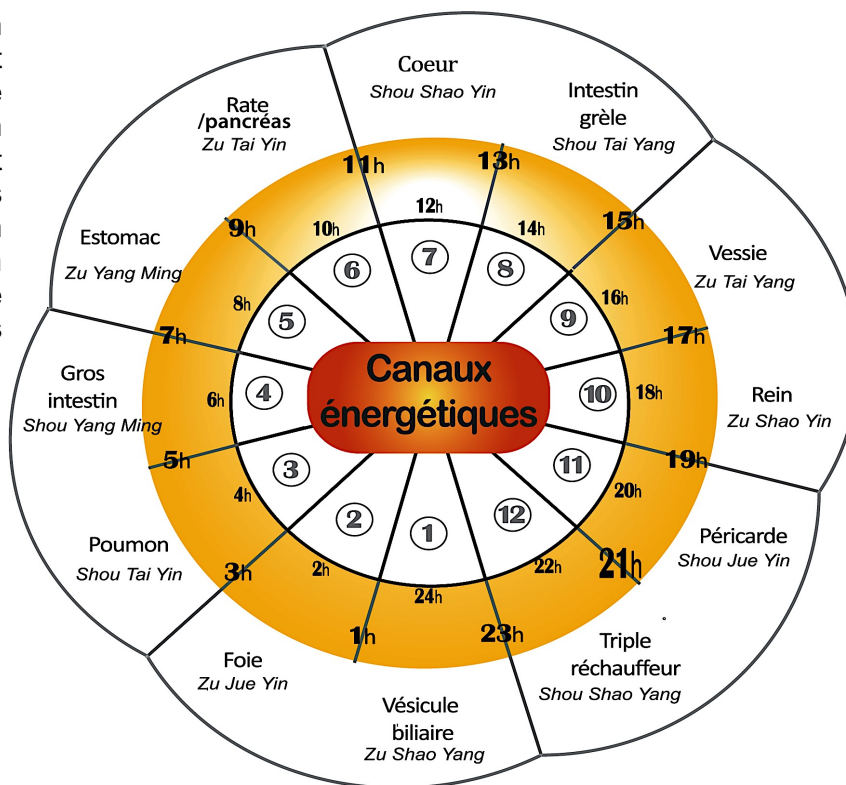 Coeur
Shou Shao Yin
Intestin
grèle
Shou Tai Yang
Rate
/pancréas
Zu Tai Yin
11h
13h
12h
10h
14h
9h
15h
Estomac
Zu Yang Ming
Vessie
Zu Tai Yang
6
7
8
8h
16h
5
9
7h
17h
Gros
intestin
Shou Yang Ming
Canaux
énergétiques
4
10
6h
18h
Rein
Zu Shao Yin
5h
19h
3
11
4h
20h
2
1
12
Poumon
Shou Tai Yin
Péricarde
Shou Jue Yin
3h
21h
2h
22h
24h
1h
23h
Foie
Zu Jue Yin
Triple
réchauffeur
Shou Shao Yang
Vésicule
biliaire
Zu Shao Yang